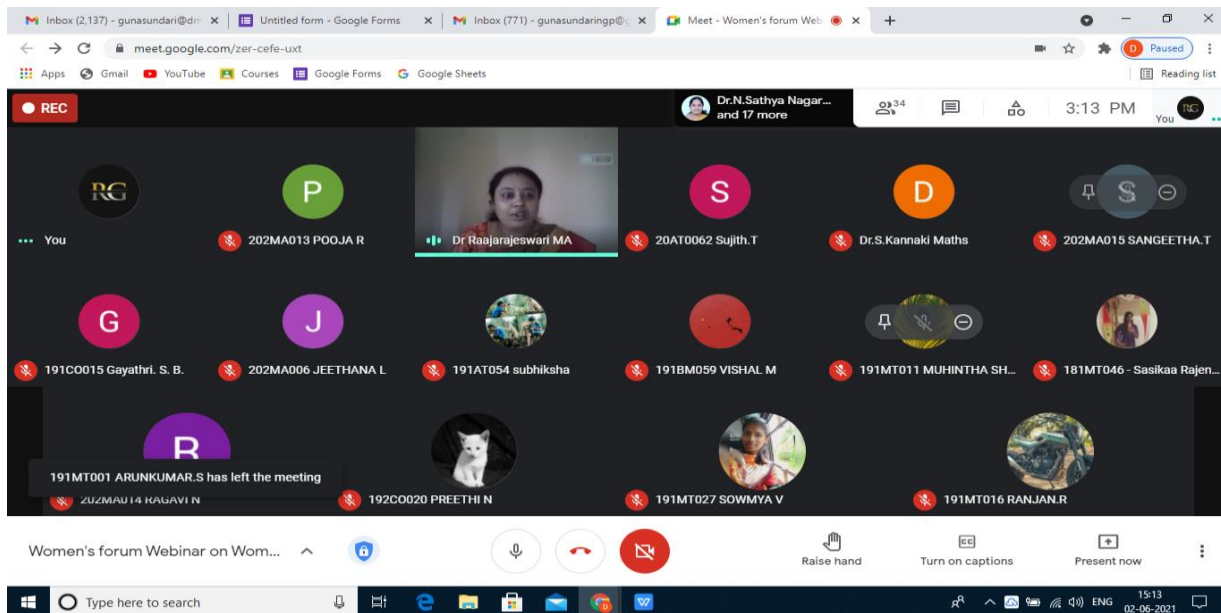 Inbox (2,137) - gunasundari@dr
Untitled form - Google Forms
Inbox (771) - gunasundaringp@g
Meet - Women's forum Web
meet.google.com/zer-cefe-uxt
D Paused
Apps Gmail YouTube Courses Google Forms Google Sheets Reading list
REC
Dr.N.Sathya Nagar...
and 17 more
34
3:13 PM
You
RG
RG
P
S
D
S
You
202MA013 POOJA R
Dr Raajarajeswari MA
20AT0062 Sujith.T
Dr.S.Kannaki Maths
202MA015 SANGEETHA.T
G
J
191CO015 Gayathri. S. B.
202MA006 JEETHANA L
191AT054 subhiksha
191BM059 VISHAL M
191MT011 MUHINTHA SH...
181MT046 - Sasikaa Rajen...
R
191MT001 ARUNKUMAR.S has left the meeting
202MA014 RAGAVI N
192CO020 PREETHI N
191MT027 SOWMYA V
191MT016 RANJAN.R
Women's forum Webinar on Wom...
Raise hand
CC
Turn on captions
Present now
Type here to search
W
ENG
15:13
02-06-2021